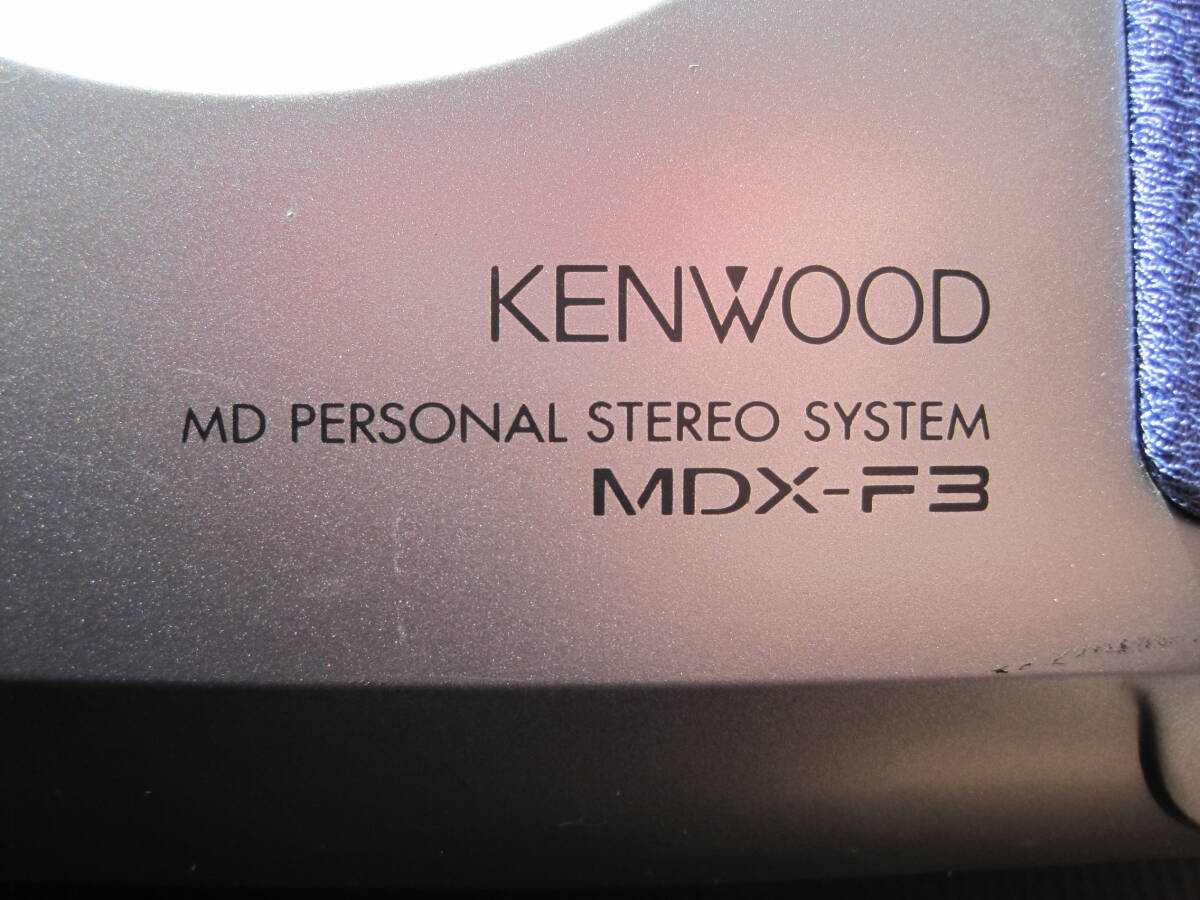 KENWOOD
MD PERSONAL STEREO SYSTEM
MDX-F3